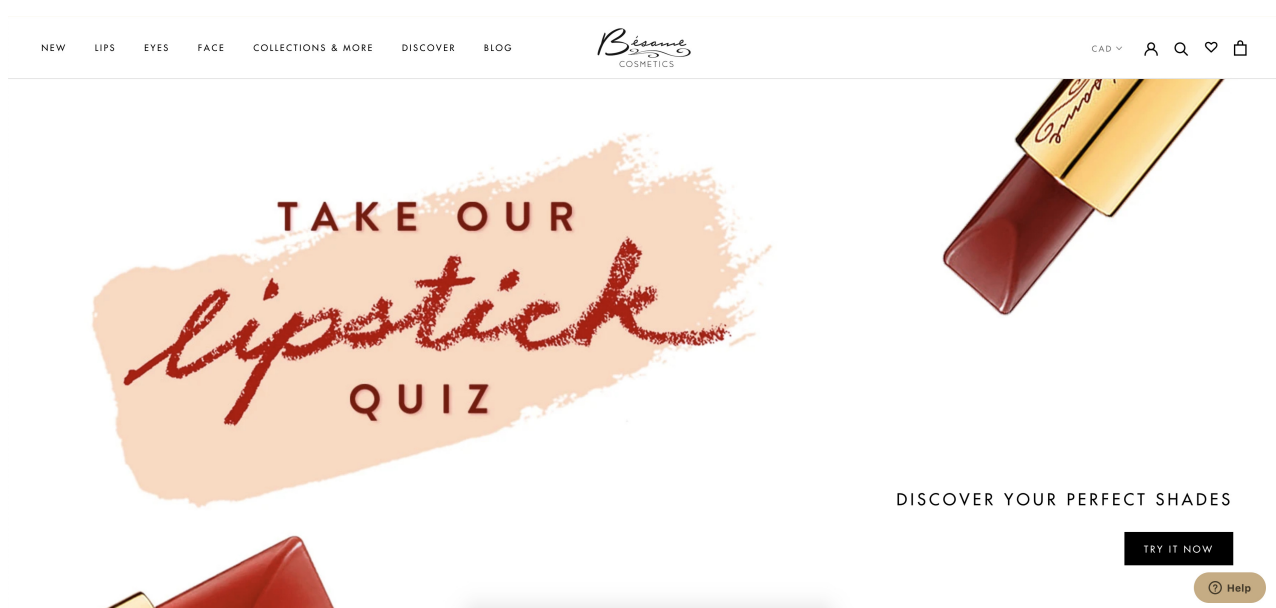 NEW
LIPS
EYES
FACE
COLLECTIONS & MORE
DISCOVER
BLOG
Bésame
COSMETICS
CAD
TAKE OUR
lipstick
QUIZ
DISCOVER YOUR PERFECT SHADES
TRY IT NOW
Help